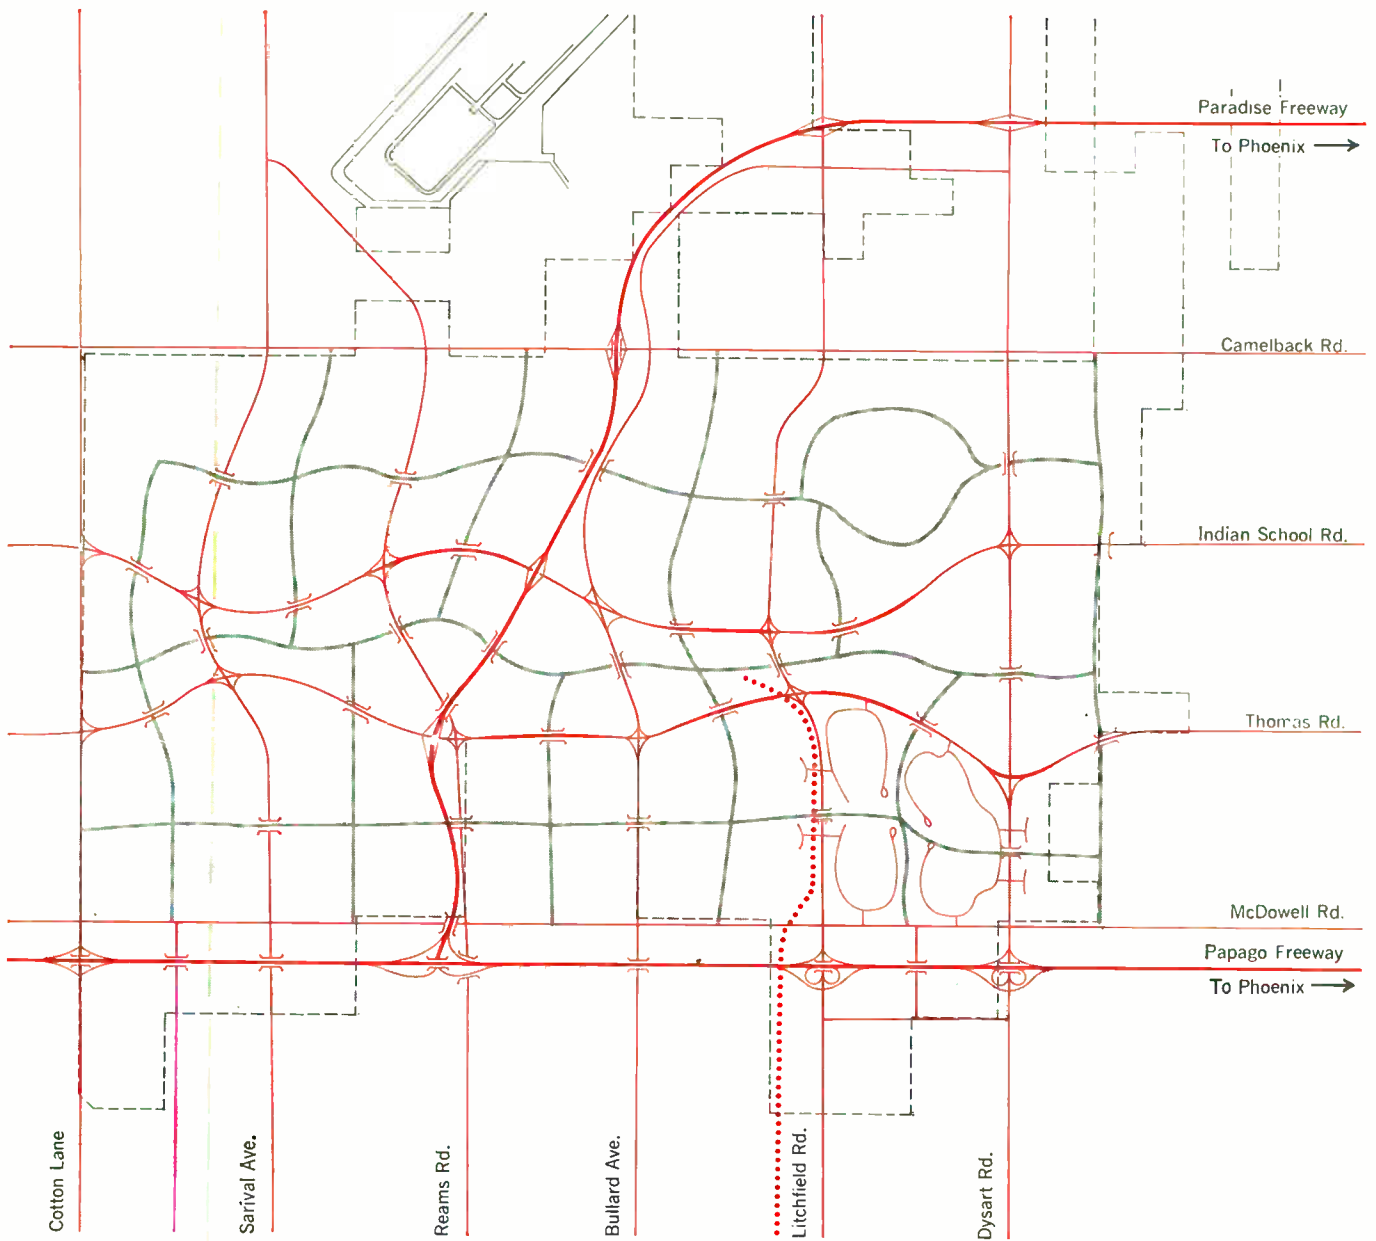 Paradise Freeway
To Phoenix
Camelback Rd.
Indian School Rd.
Thomas Rd.
McDowell Rd.
Papago Freeway
To Phoenix
Cotton Lane
Sarival Ave.
Reams Rd.
Bullard Ave.
Litchfield Rd.
Dysart Rd.